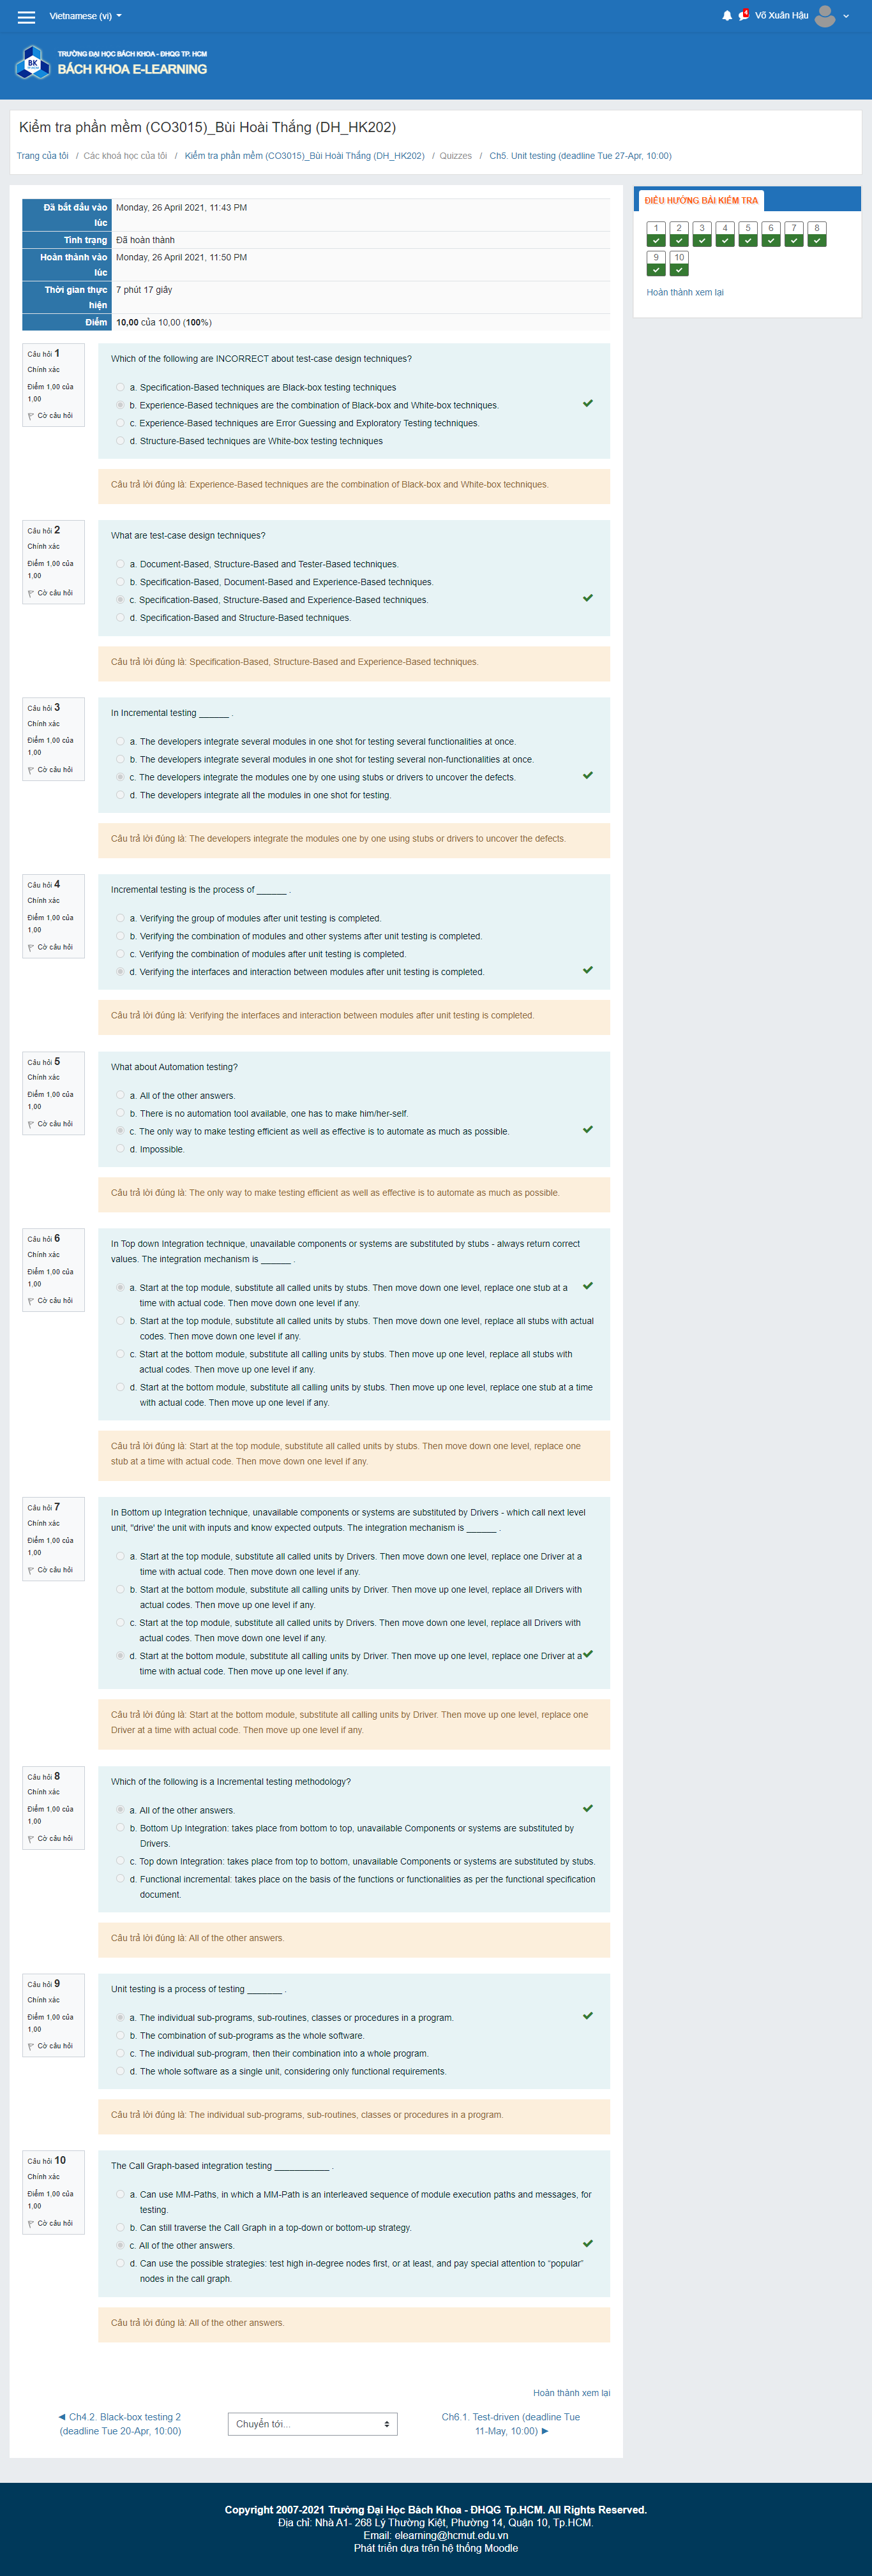 Vietnamese (vi)
4
Võ Xuân Hậu
BK
TRƯỜNG ĐẠI HỌC BÁCH KHOA - ĐHQG TP. HCM
BÁCH KHOA E-LEARNING
Kiểm tra phần mềm (CO3015)_Bùi Hoài Thắng (DH_HK202)
Trang của tôi / Các khoá học của tôi / Kiểm tra phần mềm (CO3015)_Bùi Hoài Thắng (DH_HK202) / Quizzes / Ch5. Unit testing (deadline Tue 27-Apr, 10:00)
Đã bắt đầu vào lúc Monday, 26 April 2021, 11:43 PM
Tình trạng Đã hoàn thành
Hoàn thành vào lúc Monday, 26 April 2021, 11:50 PM
Thời gian thực hiện 7 phút 17 giây
Điểm 10,00 của 10,00 (100%)
ĐIỀU HƯỚNG BÀI KIỂM TRA
1 2 3 4 5 6 7 8
9 10
Hoàn thành xem lại
Câu hỏi 1
Chính xác
Điểm 1,00 của
1,00
Cờ câu hỏi
Which of the following are INCORRECT about test-case design techniques?
a. Specification-Based techniques are Black-box testing techniques
b. Experience-Based techniques are the combination of Black-box and White-box techniques.
c. Experience-Based techniques are Error Guessing and Exploratory Testing techniques.
d. Structure-Based techniques are White-box testing techniques
Câu trả lời đúng là: Experience-Based techniques are the combination of Black-box and White-box techniques.
Câu hỏi 2
Chính xác
Điểm 1,00 của
1,00
Cờ câu hỏi
What are test-case design techniques?
a. Document-Based, Structure-Based and Tester-Based techniques.
b. Specification-Based, Document-Based and Experience-Based techniques.
c. Specification-Based, Structure-Based and Experience-Based techniques.
d. Specification-Based and Structure-Based techniques.
Câu trả lời đúng là: Specification-Based, Structure-Based and Experience-Based techniques.
Câu hỏi 3
Chính xác
Điểm 1,00 của
1,00
Cờ câu hỏi
In Incremental testing ______ .
a. The developers integrate several modules in one shot for testing several functionalities at once.
b. The developers integrate several modules in one shot for testing several non-functionalities at once.
c. The developers integrate the modules one by one using stubs or drivers to uncover the defects.
d. The developers integrate all the modules in one shot for testing.
Câu trả lời đúng là: The developers integrate the modules one by one using stubs or drivers to uncover the defects.
Câu hỏi 4
Chính xác
Điểm 1,00 của
1,00
Cờ câu hỏi
Incremental testing is the process of ______ .
a. Verifying the group of modules after unit testing is completed.
b. Verifying the combination of modules and other systems after unit testing is completed.
c. Verifying the combination of modules after unit testing is completed.
d. Verifying the interfaces and interaction between modules after unit testing is completed.
Câu trả lời đúng là: Verifying the interfaces and interaction between modules after unit testing is completed.
Câu hỏi 5
Chính xác
Điểm 1,00 của
1,00
Cờ câu hỏi
What about Automation testing?
a. All of the other answers.
b. There is no automation tool available, one has to make him/her-self.
c. The only way to make testing efficient as well as effective is to automate as much as possible.
d. Impossible.
Câu trả lời đúng là: The only way to make testing efficient as well as effective is to automate as much as possible.
Câu hỏi 6
Chính xác
Điểm 1,00 của
1,00
Cờ câu hỏi
In Top down Integration technique, unavailable components or systems are substituted by stubs - always return correct
values. The integration mechanism is ______ .
a. Start at the top module, substitute all called units by stubs. Then move down one level, replace one stub at a
time with actual code. Then move down one level if any.
b. Start at the top module, substitute all called units by stubs. Then move down one level, replace all stubs with actual
codes. Then move down one level if any.
c. Start at the bottom module, substitute all calling units by stubs. Then move up one level, replace all stubs with
actual codes. Then move up one level if any.
d. Start at the bottom module, substitute all calling units by stubs. Then move up one level, replace one stub at a time
with actual code. Then move up one level if any.
Câu trả lời đúng là: Start at the top module, substitute all called units by stubs. Then move down one level, replace one
stub at a time with actual code. Then move down one level if any.
Câu hỏi 7
Chính xác
Điểm 1,00 của
1,00
Cờ câu hỏi
In Bottom up Integration technique, unavailable components or systems are substituted by Drivers - which call next level
unit, "drive' the unit with inputs and know expected outputs. The integration mechanism is ______ .
a. Start at the top module, substitute all called units by Drivers. Then move down one level, replace one Driver at a
time with actual code. Then move down one level if any.
b. Start at the bottom module, substitute all calling units by Driver. Then move up one level, replace all Drivers with
actual codes. Then move up one level if any.
c. Start at the top module, substitute all called units by Drivers. Then move down one level, replace all Drivers with
actual codes. Then move down one level if any.
d. Start at the bottom module, substitute all calling units by Driver. Then move up one level, replace one Driver at a
time with actual code. Then move up one level if any.
Câu trả lời đúng là: Start at the bottom module, substitute all calling units by Driver. Then move up one level, replace one
Driver at a time with actual code. Then move up one level if any.
Câu hỏi 8
Chính xác
Điểm 1,00 của
1,00
Cờ câu hỏi
Which of the following is a Incremental testing methodology?
a. All of the other answers.
b. Bottom Up Integration: takes place from bottom to top, unavailable Components or systems are substituted by
Drivers.
c. Top down Integration: takes place from top to bottom, unavailable Components or systems are substituted by stubs.
d. Functional incremental: takes place on the basis of the functions or functionalities as per the functional specification
document.
Câu trả lời đúng là: All of the other answers.
Câu hỏi 9
Chính xác
Điểm 1,00 của
1,00
Cờ câu hỏi
Unit testing is a process of testing _______ .
a. The individual sub-programs, sub-routines, classes or procedures in a program.
b. The combination of sub-programs as the whole software.
c. The individual sub-program, then their combination into a whole program.
d. The whole software as a single unit, considering only functional requirements.
Câu trả lời đúng là: The individual sub-programs, sub-routines, classes or procedures in a program.
Câu hỏi 10
Chính xác
Điểm 1,00 của
1,00
Cờ câu hỏi
The Call Graph-based integration testing ___________ .
a. Can use MM-Paths, in which a MM-Path is an interleaved sequence of module execution paths and messages, for
testing.
b. Can still traverse the Call Graph in a top-down or bottom-up strategy.
c. All of the other answers.
d. Can use the possible strategies: test high in-degree nodes first, or at least, and pay special attention to “popular”
nodes in the call graph.
Câu trả lời đúng là: All of the other answers.
Hoàn thành xem lại
◄ Ch4.2. Black-box testing 2
(deadline Tue 20-Apr, 10:00)
Chuyển tới...
Ch6.1. Test-driven (deadline Tue
11-May, 10:00) ►
Copyright 2007-2021 Trường Đại Học Bách Khoa - ĐHQG Tp.HCM. All Rights Reserved.
Địa chỉ: Nhà A1- 268 Lý Thường Kiệt, Phường 14, Quận 10, Tp.HCM.
Email: elearning@hcmut.edu.vn
Phát triển dựa trên hệ thống Moodle